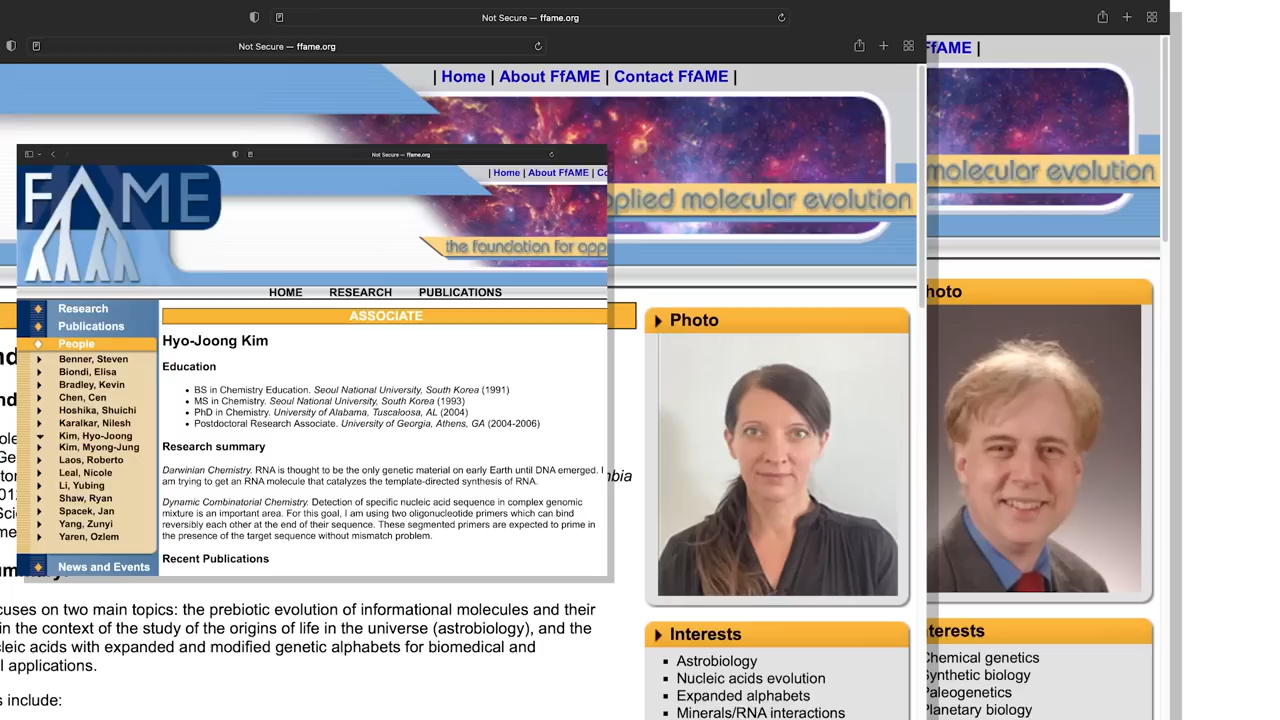 Not Secure — ffame.org
Not Secure — ffame.org
FfAME |
| Home | About FfAME | Contact FfAME |
molecular evolution
applied molecular evolution
Not Secure — ffame.org
| Home | About FfAME |
FAME
the foundation for
HOME RESEARCH PUBLICATIONS
Research
Publications
People
Benner, Steven
Biondi, Elisa
Bradley, Kevin
Chen, Cen
Hoshika, Shuichi
Karalkar, Nilesh
Kim, Hyo-Joong
Kim, Myong-Jung
Laos, Roberto
Leal, Nicole
Li, Yubing
Shaw, Ryan
Spacek, Jan
Yang, Zunyi
Yaren, Ozlem
News and Events
ASSOCIATE
Hyo-Joong Kim
Education
• BS in Chemistry Education. Seoul National University, South Korea (1991)
• MS in Chemistry. Seoul National University, South Korea (1993)
• PhD in Chemistry. University of Alabama, Tuscaloosa, AL (2004)
• Postdoctoral Research Associate. University of Georgia, Athens, GA (2004-2006)
Research summary
Darwinian Chemistry. RNA is thought to be the only genetic material on early Earth until DNA emerged. I
am trying to get an RNA molecule that catalyzes the template-directed synthesis of RNA.
Dynamic Combinatorial Chemistry. Detection of specific nucleic acid sequence in complex genomic
mixture is an important area. For this goal, I am using two oligonucleotide primers which can bind
reversibly each other at the end of their sequence. These segmented primers are expected to prime in
the presence of the target sequence without mismatch problem.
Recent Publications
on two main topics: the prebiotic evolution of informational molecules and their
in the context of the study of the origins of life in the universe (astrobiology), and the
acids with expanded and modified genetic alphabets for biomedical and
applications.
include:
Photo
Interests
▪ Astrobiology
▪ Nucleic acids evolution
▪ Expanded alphabets
▪ Minerals/RNA interactions
Chemical genetics
Synthetic biology
Paleogenetics
Planetary biology